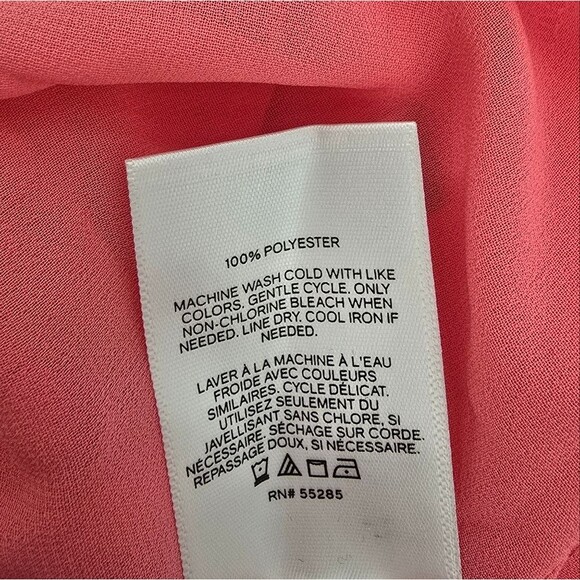 100% POLYESTER
MACHINE WASH COLD WITH LIKE
COLORS. GENTLE CYCLE. ONLY
NON-CHLORINE BLEACH WHEN
NEEDED. LINE DRY. COOL IRON IF
NEEDED.
LAVER À LA MACHINE À L'EAU
FROIDE AVEC COULEURS
SIMILAIRES. CYCLE DÉLICAT.
UTILISEZ SEULEMENT DU
JAVELLISANT SANS CHLORE, SI
NÉCESSAIRE. SÉCHAGE SUR CORDE.
REPASSAGE DOUX, SI NÉCESSAIRE.
RN# 55285